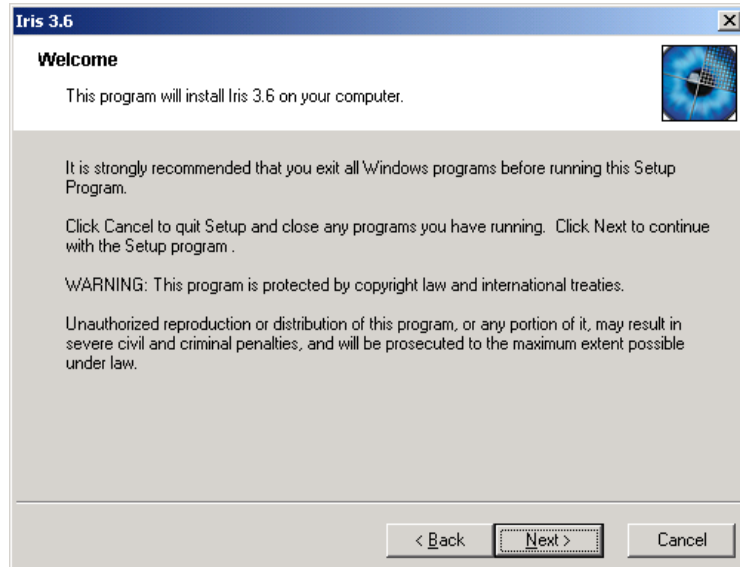 Iris 3.6
Welcome
This program will install Iris 3.6 on your computer.
It is strongly recommended that you exit all Windows programs before running this Setup
Program.
Click Cancel to quit Setup and close any programs you have running.  Click Next to continue
with the Setup program .
WARNING: This program is protected by copyright law and international treaties.
Unauthorized reproduction or distribution of this program, or any portion of it, may result in
severe civil and criminal penalties, and will be prosecuted to the maximum extent possible
under law.
< Back
Next >
Cancel